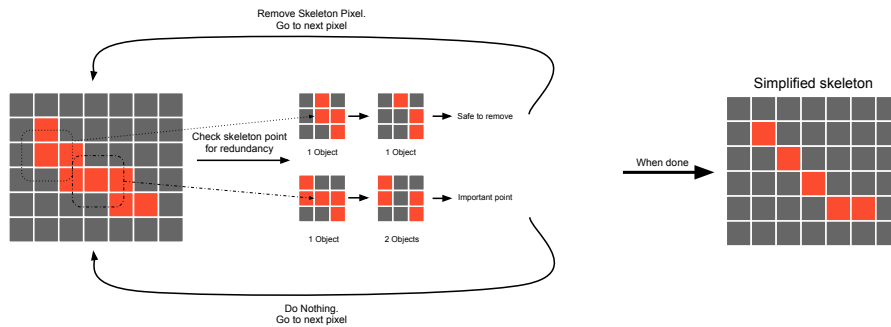 Remove Skeleton Pixel.
Go to next pixel
Simplified skeleton
Check skeleton point
for redundancy
1 Object
1 Object
Safe to remove
When done
1 Object
2 Objects
Important point
Do Nothing.
Go to next pixel